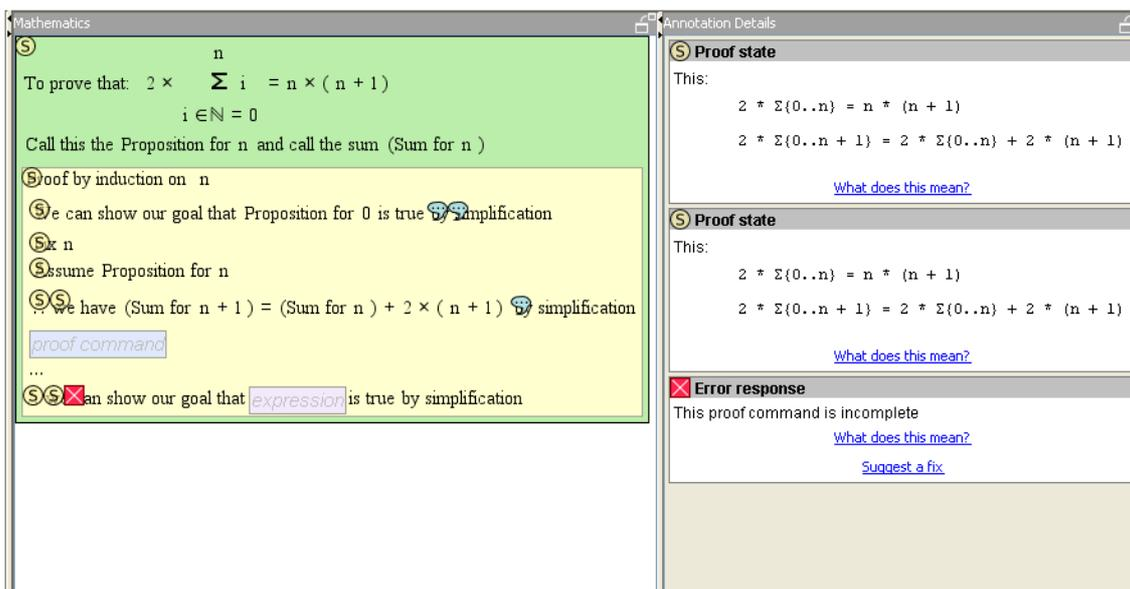 Mathematics
n
To prove that: 2 × Σ i = n × ( n + 1 )
i ∈ ℕ = 0
Call this the Proposition for n and call the sum (Sum for n )
roof by induction on n
e can show our goal that Proposition for 0 is true simplification
x n
ssume Proposition for n
we have (Sum for n + 1 ) = (Sum for n ) + 2 × ( n + 1 ) by simplification
proof command
...
an show our goal that expression is true by simplification
Annotation Details
S Proof state
This:
2 * Σ{0..n} = n * (n + 1)
2 * Σ{0..n + 1} = 2 * Σ{0..n} + 2 * (n + 1)
What does this mean?
S Proof state
This:
2 * Σ{0..n} = n * (n + 1)
2 * Σ{0..n + 1} = 2 * Σ{0..n} + 2 * (n + 1)
What does this mean?
Error response
This proof command is incomplete
What does this mean?
Suggest a fix